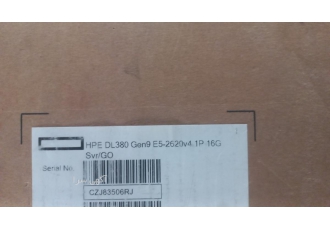 HPE DL380 Gen9 E5-2620v4.1P 16G
Svr/GO
Serial No.
CZJ83506RJ